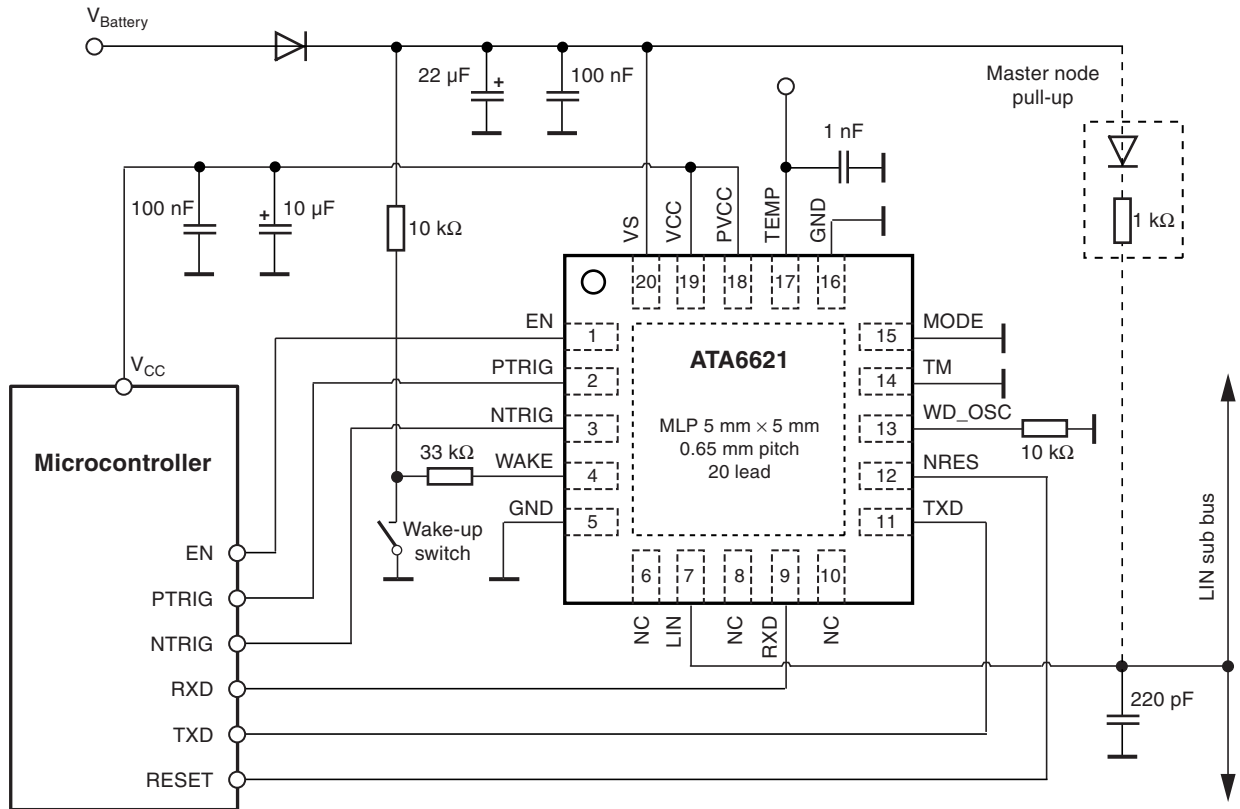 V_Battery
22 µF
+
100 nF
Master node
pull-up
1 nF
100 nF
+
10 µF
10 kΩ
VS
VCC
PVCC
TEMP
GND
1 kΩ
20
19
18
17
16
EN
1
ATA6621
15
MODE
V_CC
PTRIG
2
14
TM
NTRIG
3
MLP 5 mm × 5 mm
0.65 mm pitch
20 lead
13
WD_OSC
10 kΩ
Microcontroller
33 kΩ
WAKE
4
12
NRES
GND
5
11
TXD
Wake-up
switch
6
7
8
9
10
NC
LIN
NC
RXD
NC
LIN sub bus
EN
PTRIG
NTRIG
RXD
TXD
RESET
220 pF